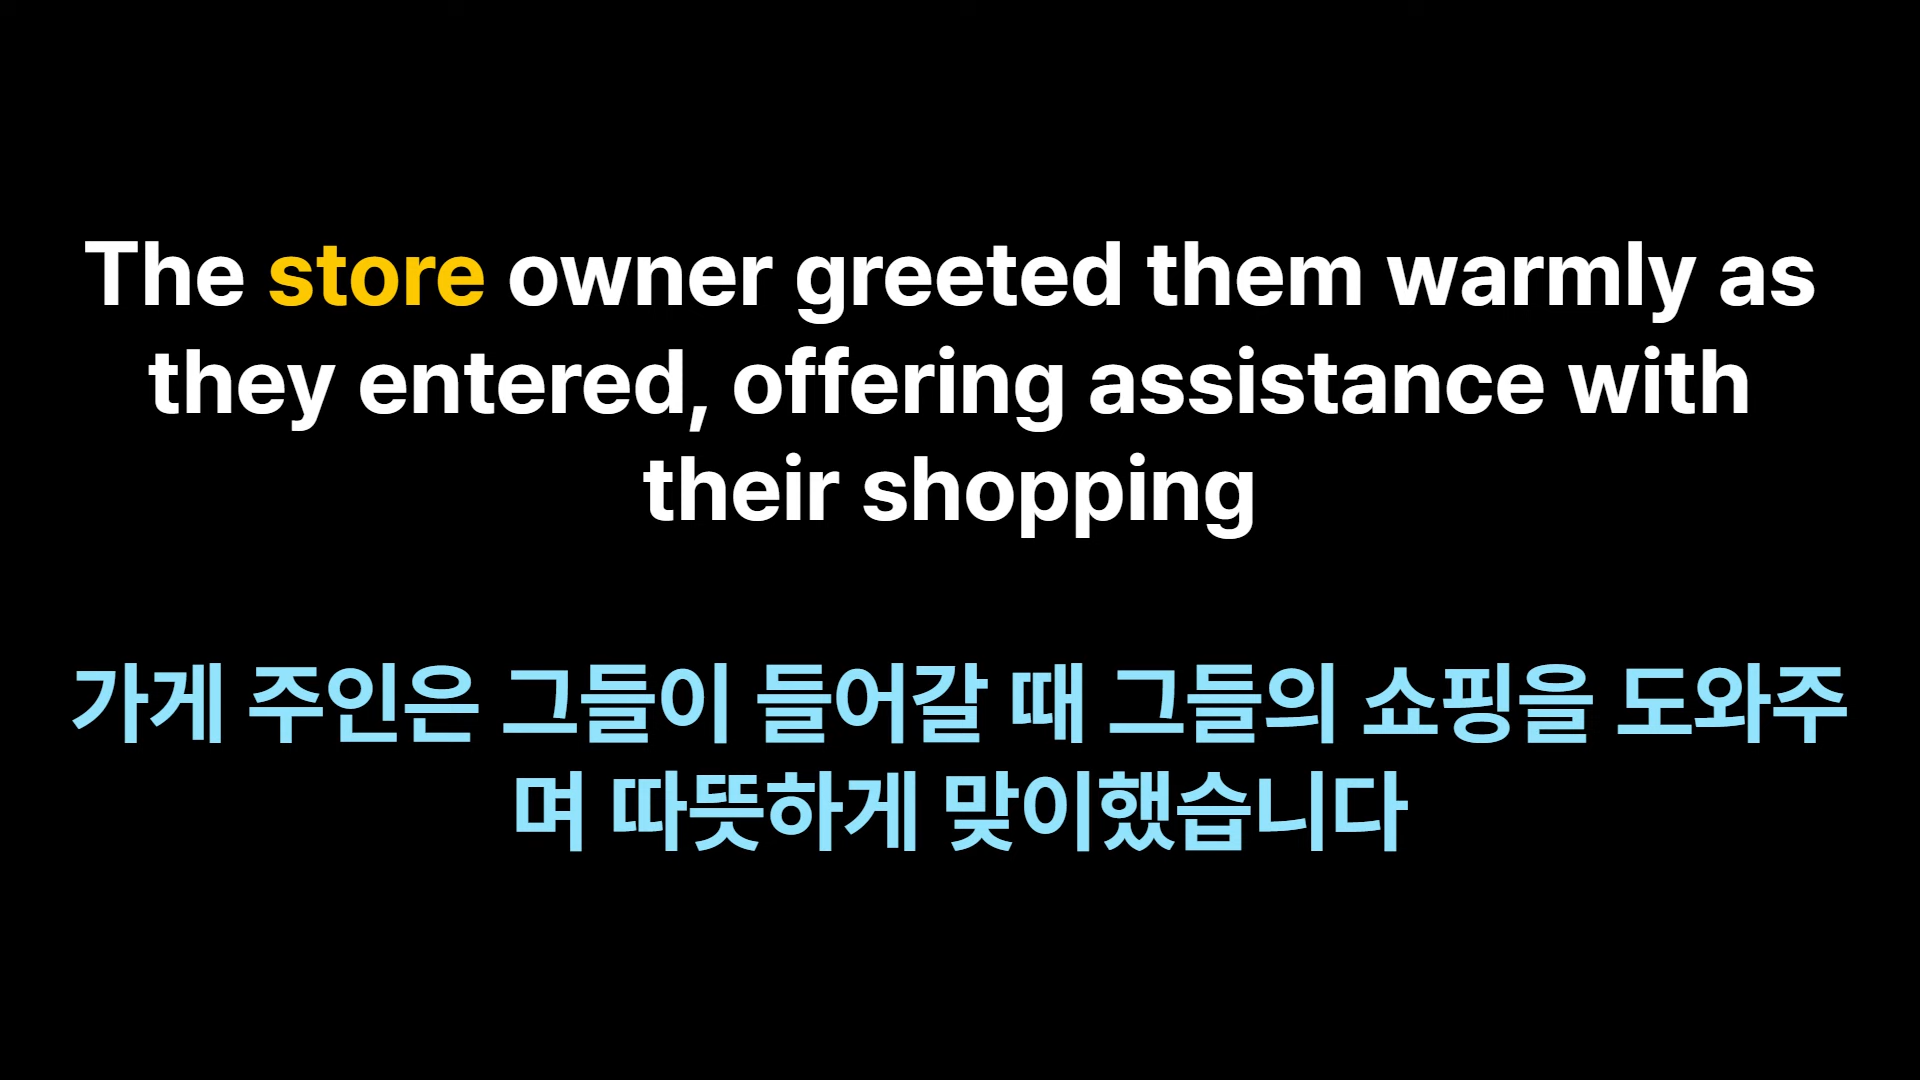 The store owner greeted them warmly as
they entered, offering assistance with
their shopping
가게 주인은 그들이 들어갈 때 그들의 쇼핑을 도와주
며 따뜻하게 맞이했습니다